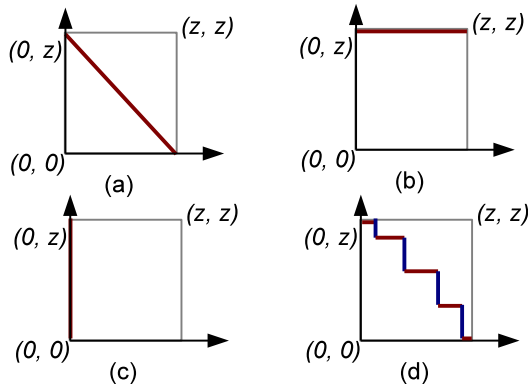 (z, z)
(0, z)
(0, 0)
(a)
(z, z)
(0, z)
(0, 0)
(b)
(z, z)
(0, z)
(0, 0)
(c)
(z, z)
(0, z)
(0, 0)
(d)